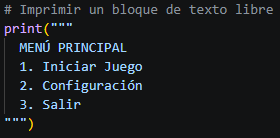 # Imprimir un bloque de texto libre
print("""
  MENÚ PRINCIPAL
  1. Iniciar Juego
  2. Configuración
  3. Salir
""")